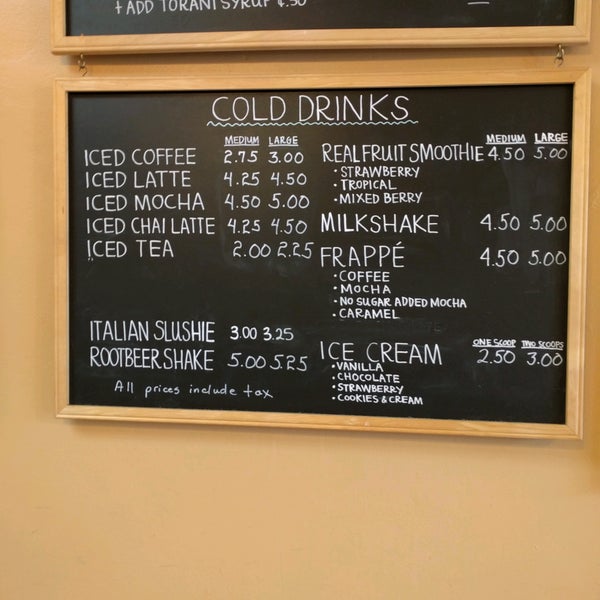 + ADD TORANI SYRUP ¢.50
COLD DRINKS
MEDIUM LARGE
ICED COFFEE 2.75 3.00
ICED LATTE 4.25 4.50
ICED MOCHA 4.50 5.00
ICED CHAI LATTE 4.25 4.50
ICED TEA 2.00 2.25
ITALIAN SLUSHIE 3.00 3.25
ROOTBEER SHAKE 5.00 5.25
All prices include tax
MEDIUM LARGE
REAL FRUIT SMOOTHIE 4.50 5.00
• STRAWBERRY
• TROPICAL
• MIXED BERRY
MILKSHAKE 4.50 5.00
FRAPPÉ 4.50 5.00
• COFFEE
• MOCHA
• NO SUGAR ADDED MOCHA
• CARAMEL
ONE SCOOP TWO SCOOPS
ICE CREAM 2.50 3.00
• VANILLA
• CHOCOLATE
• STRAWBERRY
• COOKIES & CREAM